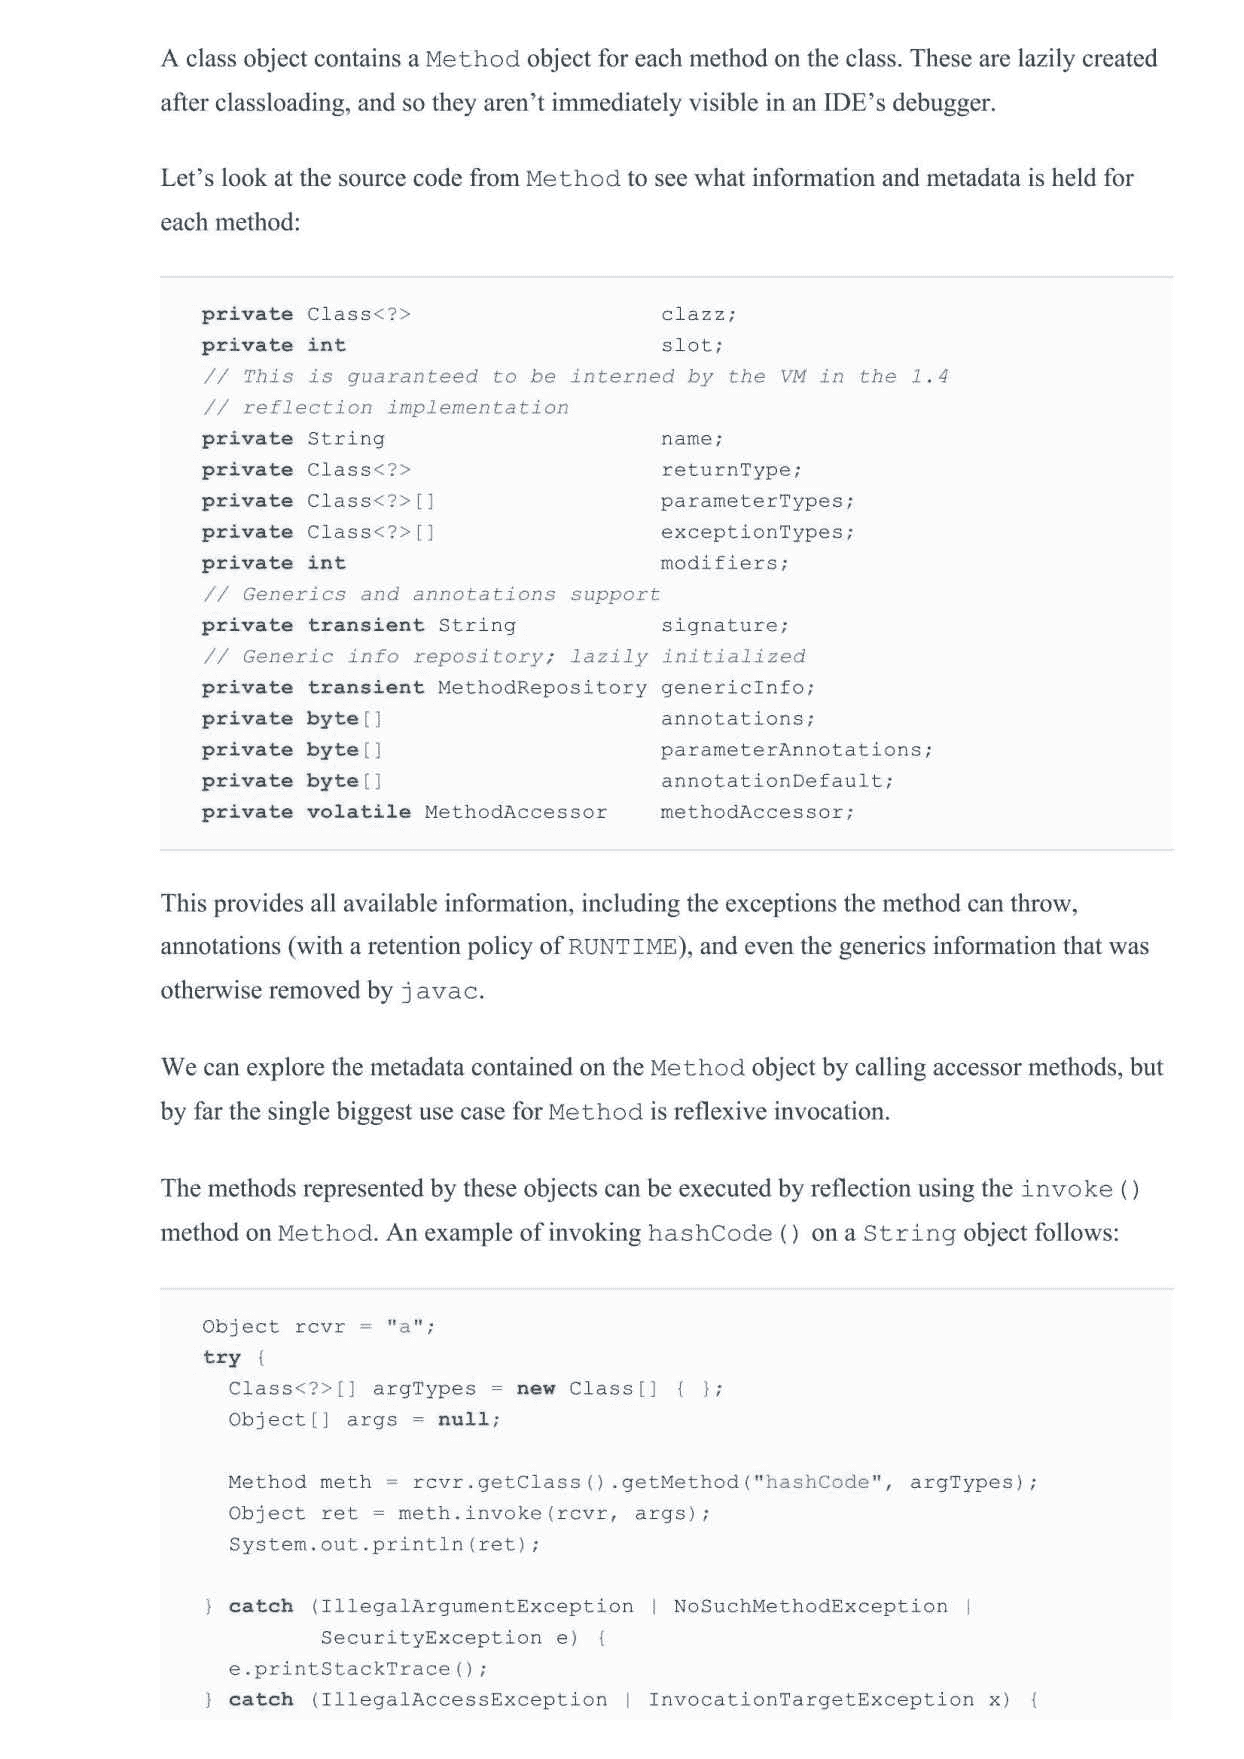 A class object contains a Method object for each method on the class. These are lazily created
after classloading, and so they aren’t immediately visible in an IDE’s debugger.
Let’s look at the source code from Method to see what information and metadata is held for
each method:
private Class<?>                   clazz;
private int                        slot;
// This is guaranteed to be interned by the VM in the 1.4
// reflection implementation
private String                     name;
private Class<?>                   returnType;
private Class<?>[]                 parameterTypes;
private Class<?>[]                 exceptionTypes;
private int                        modifiers;
// Generics and annotations support
private transient String           signature;
// Generic info repository; lazily initialized
private transient MethodRepository genericInfo;
private byte[]                     annotations;
private byte[]                     parameterAnnotations;
private byte[]                     annotationDefault;
private volatile MethodAccessor    methodAccessor;
This provides all available information, including the exceptions the method can throw,
annotations (with a retention policy of RUNTIME), and even the generics information that was
otherwise removed by javac.
We can explore the metadata contained on the Method object by calling accessor methods, but
by far the single biggest use case for Method is reflexive invocation.
The methods represented by these objects can be executed by reflection using the invoke()
method on Method. An example of invoking hashCode() on a String object follows:
Object rcvr = "a";
try {
  Class<?>[] argTypes = new Class[] { };
  Object[] args = null;
  Method meth = rcvr.getClass().getMethod("hashCode", argTypes);
  Object ret = meth.invoke(rcvr, args);
  System.out.println(ret);
} catch (IllegalArgumentException | NoSuchMethodException |
         SecurityException e) {
  e.printStackTrace();
} catch (IllegalAccessException | InvocationTargetException x) {